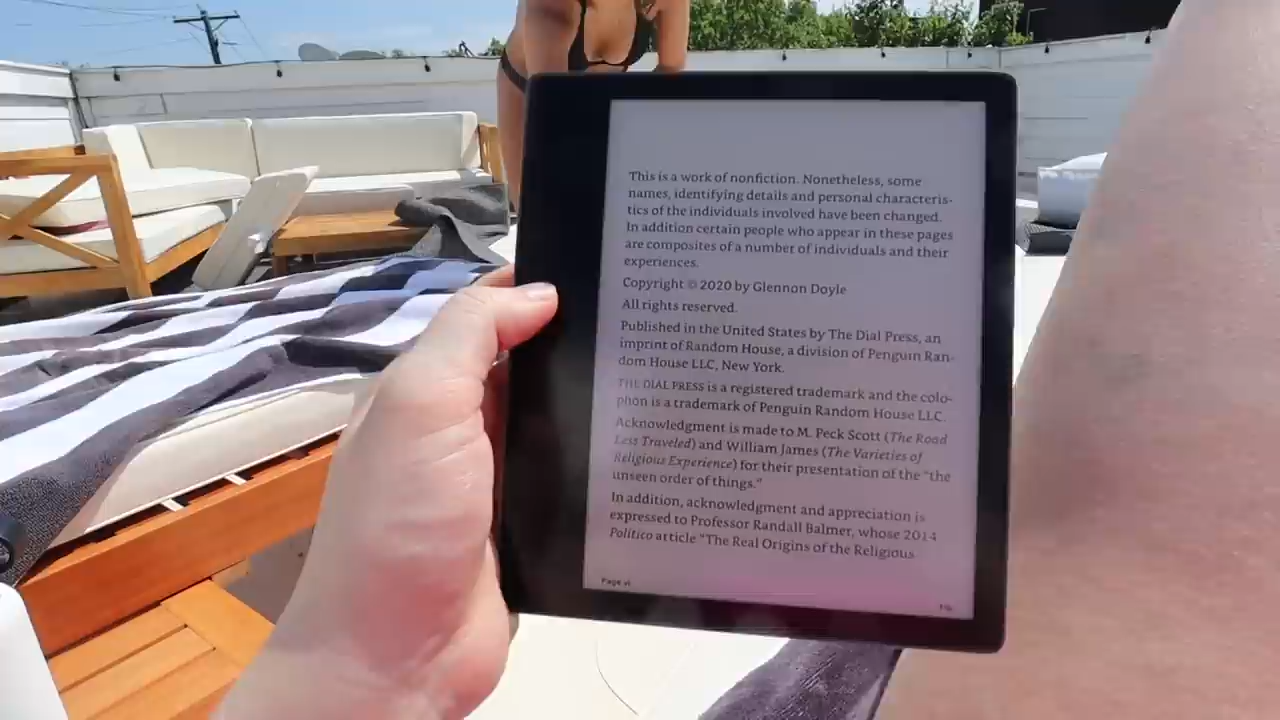 This is a work of nonfiction. Nonetheless, some
names, identifying details and personal characteris-
tics of the individuals involved have been changed.
In addition certain people who appear in these pages
are composites of a number of individuals and their
experiences.
Copyright © 2020 by Glennon Doyle
All rights reserved.
Published in the United States by The Dial Press, an
imprint of Random House, a division of Penguin Ran-
dom House LLC, New York.
THE DIAL PRESS is a registered trademark and the colo-
phon is a trademark of Penguin Random House LLC.
Acknowledgment is made to M. Peck Scott (The Road
Less Traveled) and William James (The Varieties of
Religious Experience) for their presentation of the "the
unseen order of things."
In addition, acknowledgment and appreciation is
expressed to Professor Randall Balmer, whose 2014
Politico article "The Real Origins of the Religious
Page vi
1%